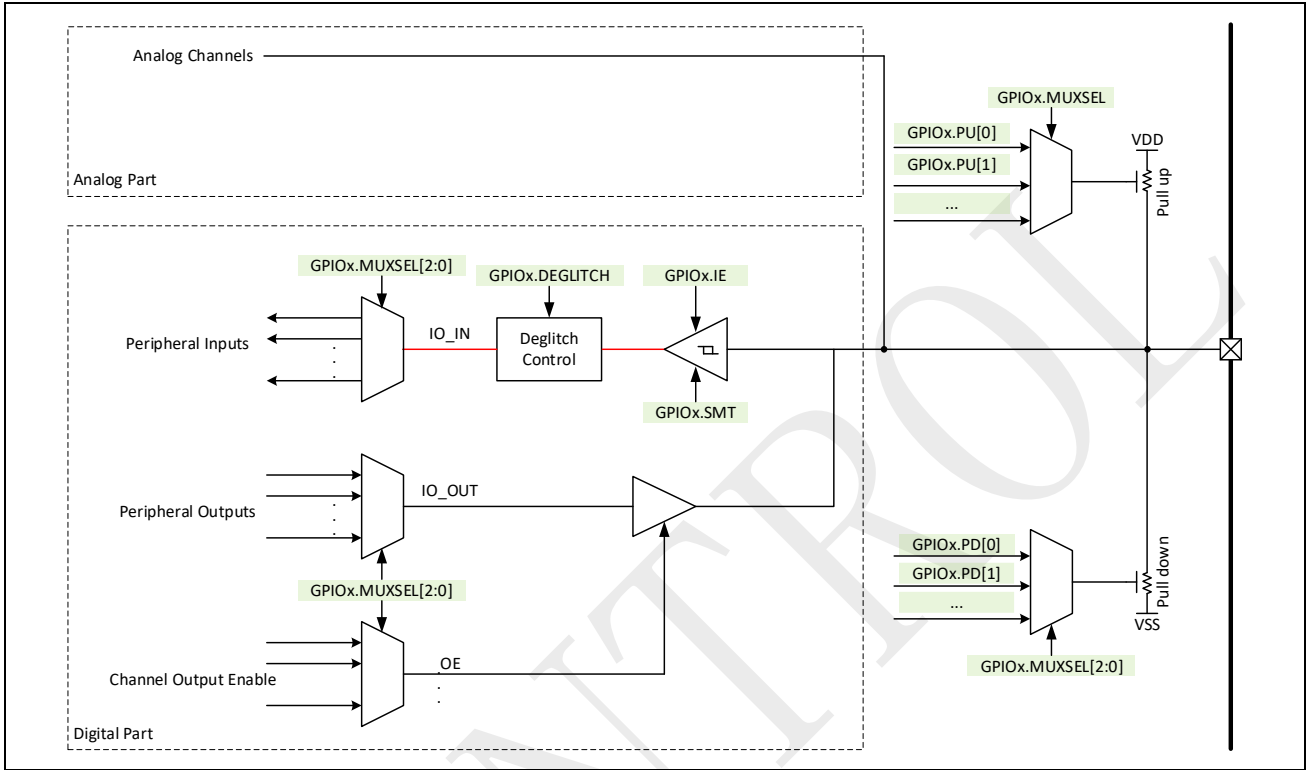 Analog Channels
Analog Part
GPIOx.MUXSEL
GPIOx.PU[0]
GPIOx.PU[1]
...
VDD
Pull up
GPIOx.MUXSEL[2:0]
GPIOx.DEGLITCH
GPIOx.IE
Peripheral Inputs
IO_IN
Deglitch
Control
GPIOx.SMT
Peripheral Outputs
IO_OUT
GPIOx.MUXSEL[2:0]
Channel Output Enable
OE
Digital Part
GPIOx.PD[0]
GPIOx.PD[1]
...
Pull down
VSS
GPIOx.MUXSEL[2:0]
NTROL